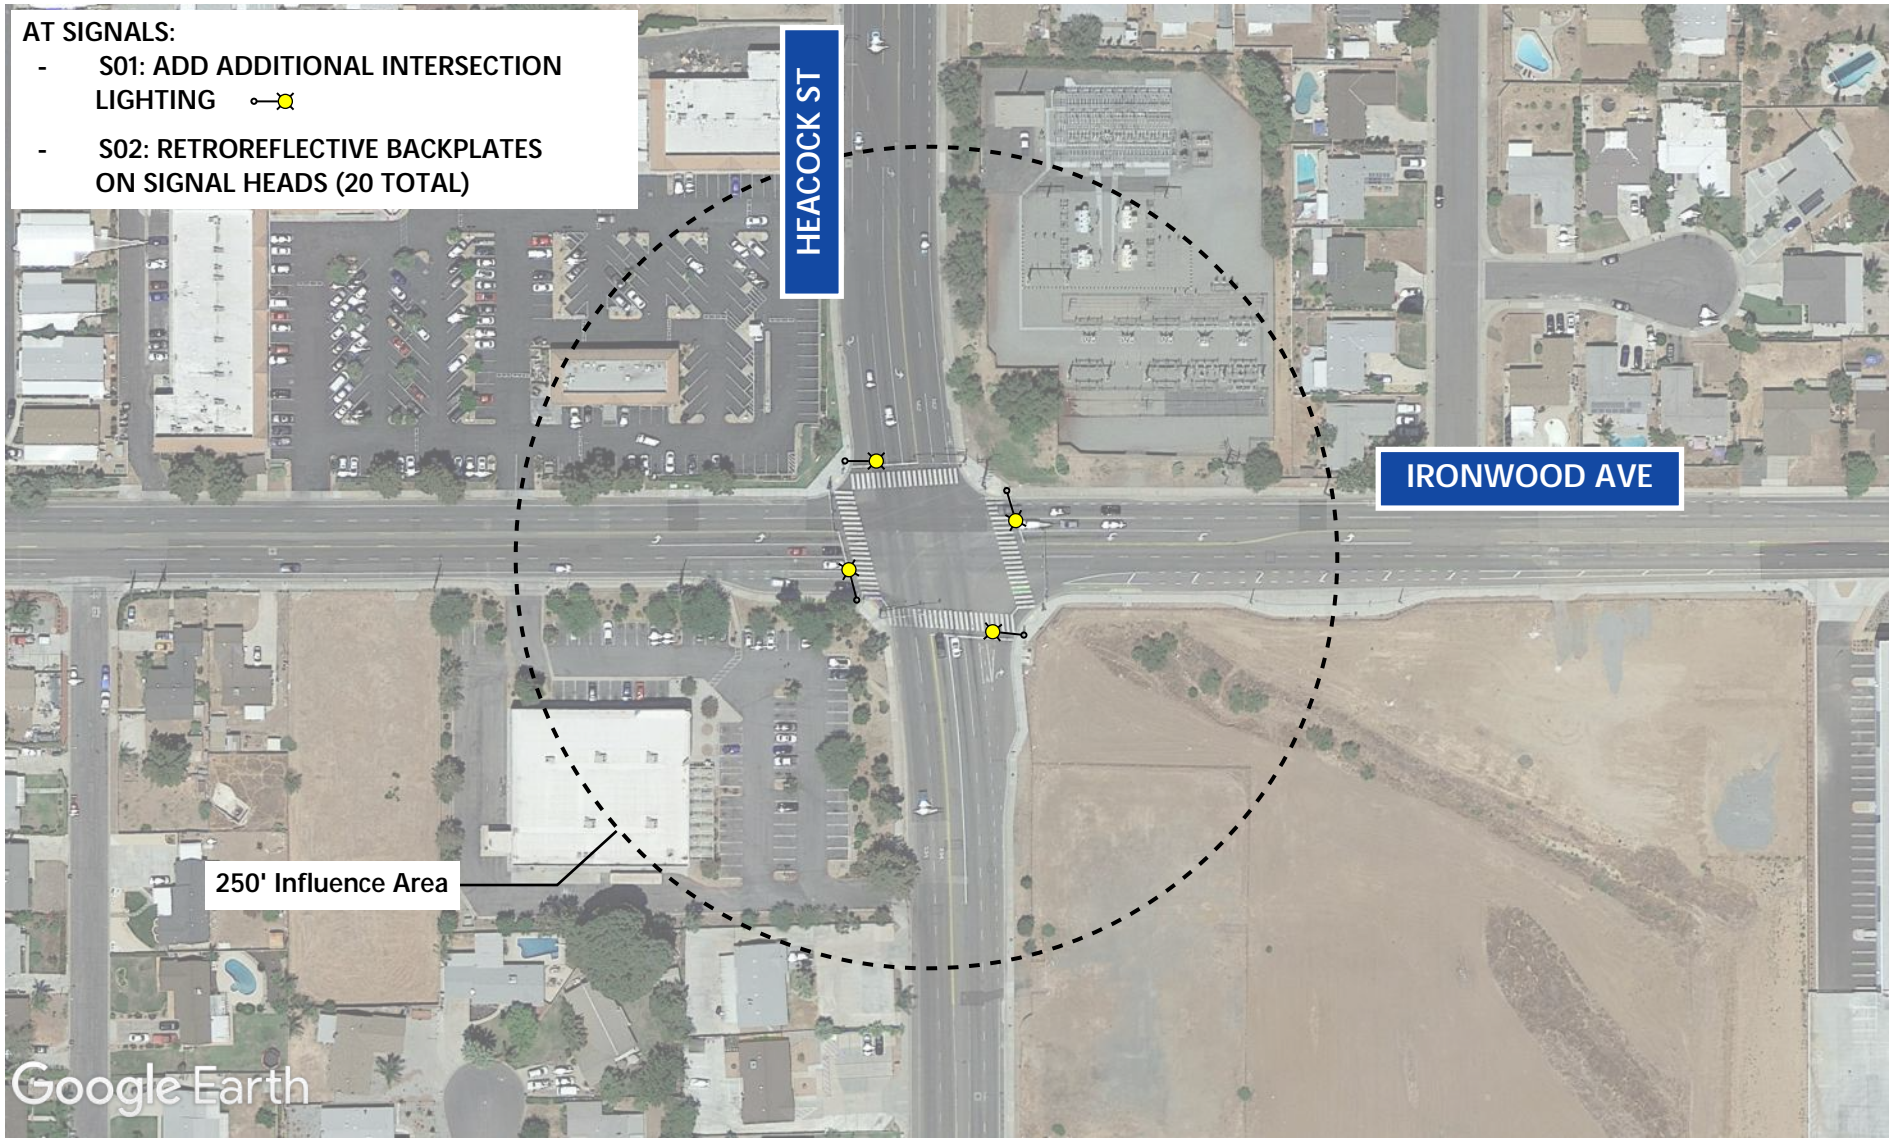 AT SIGNALS:
- S01: ADD ADDITIONAL INTERSECTION
LIGHTING
- S02: RETROREFLECTIVE BACKPLATES
ON SIGNAL HEADS (20 TOTAL)
HEACOCK ST
IRONWOOD AVE
250' Influence Area
Google Earth